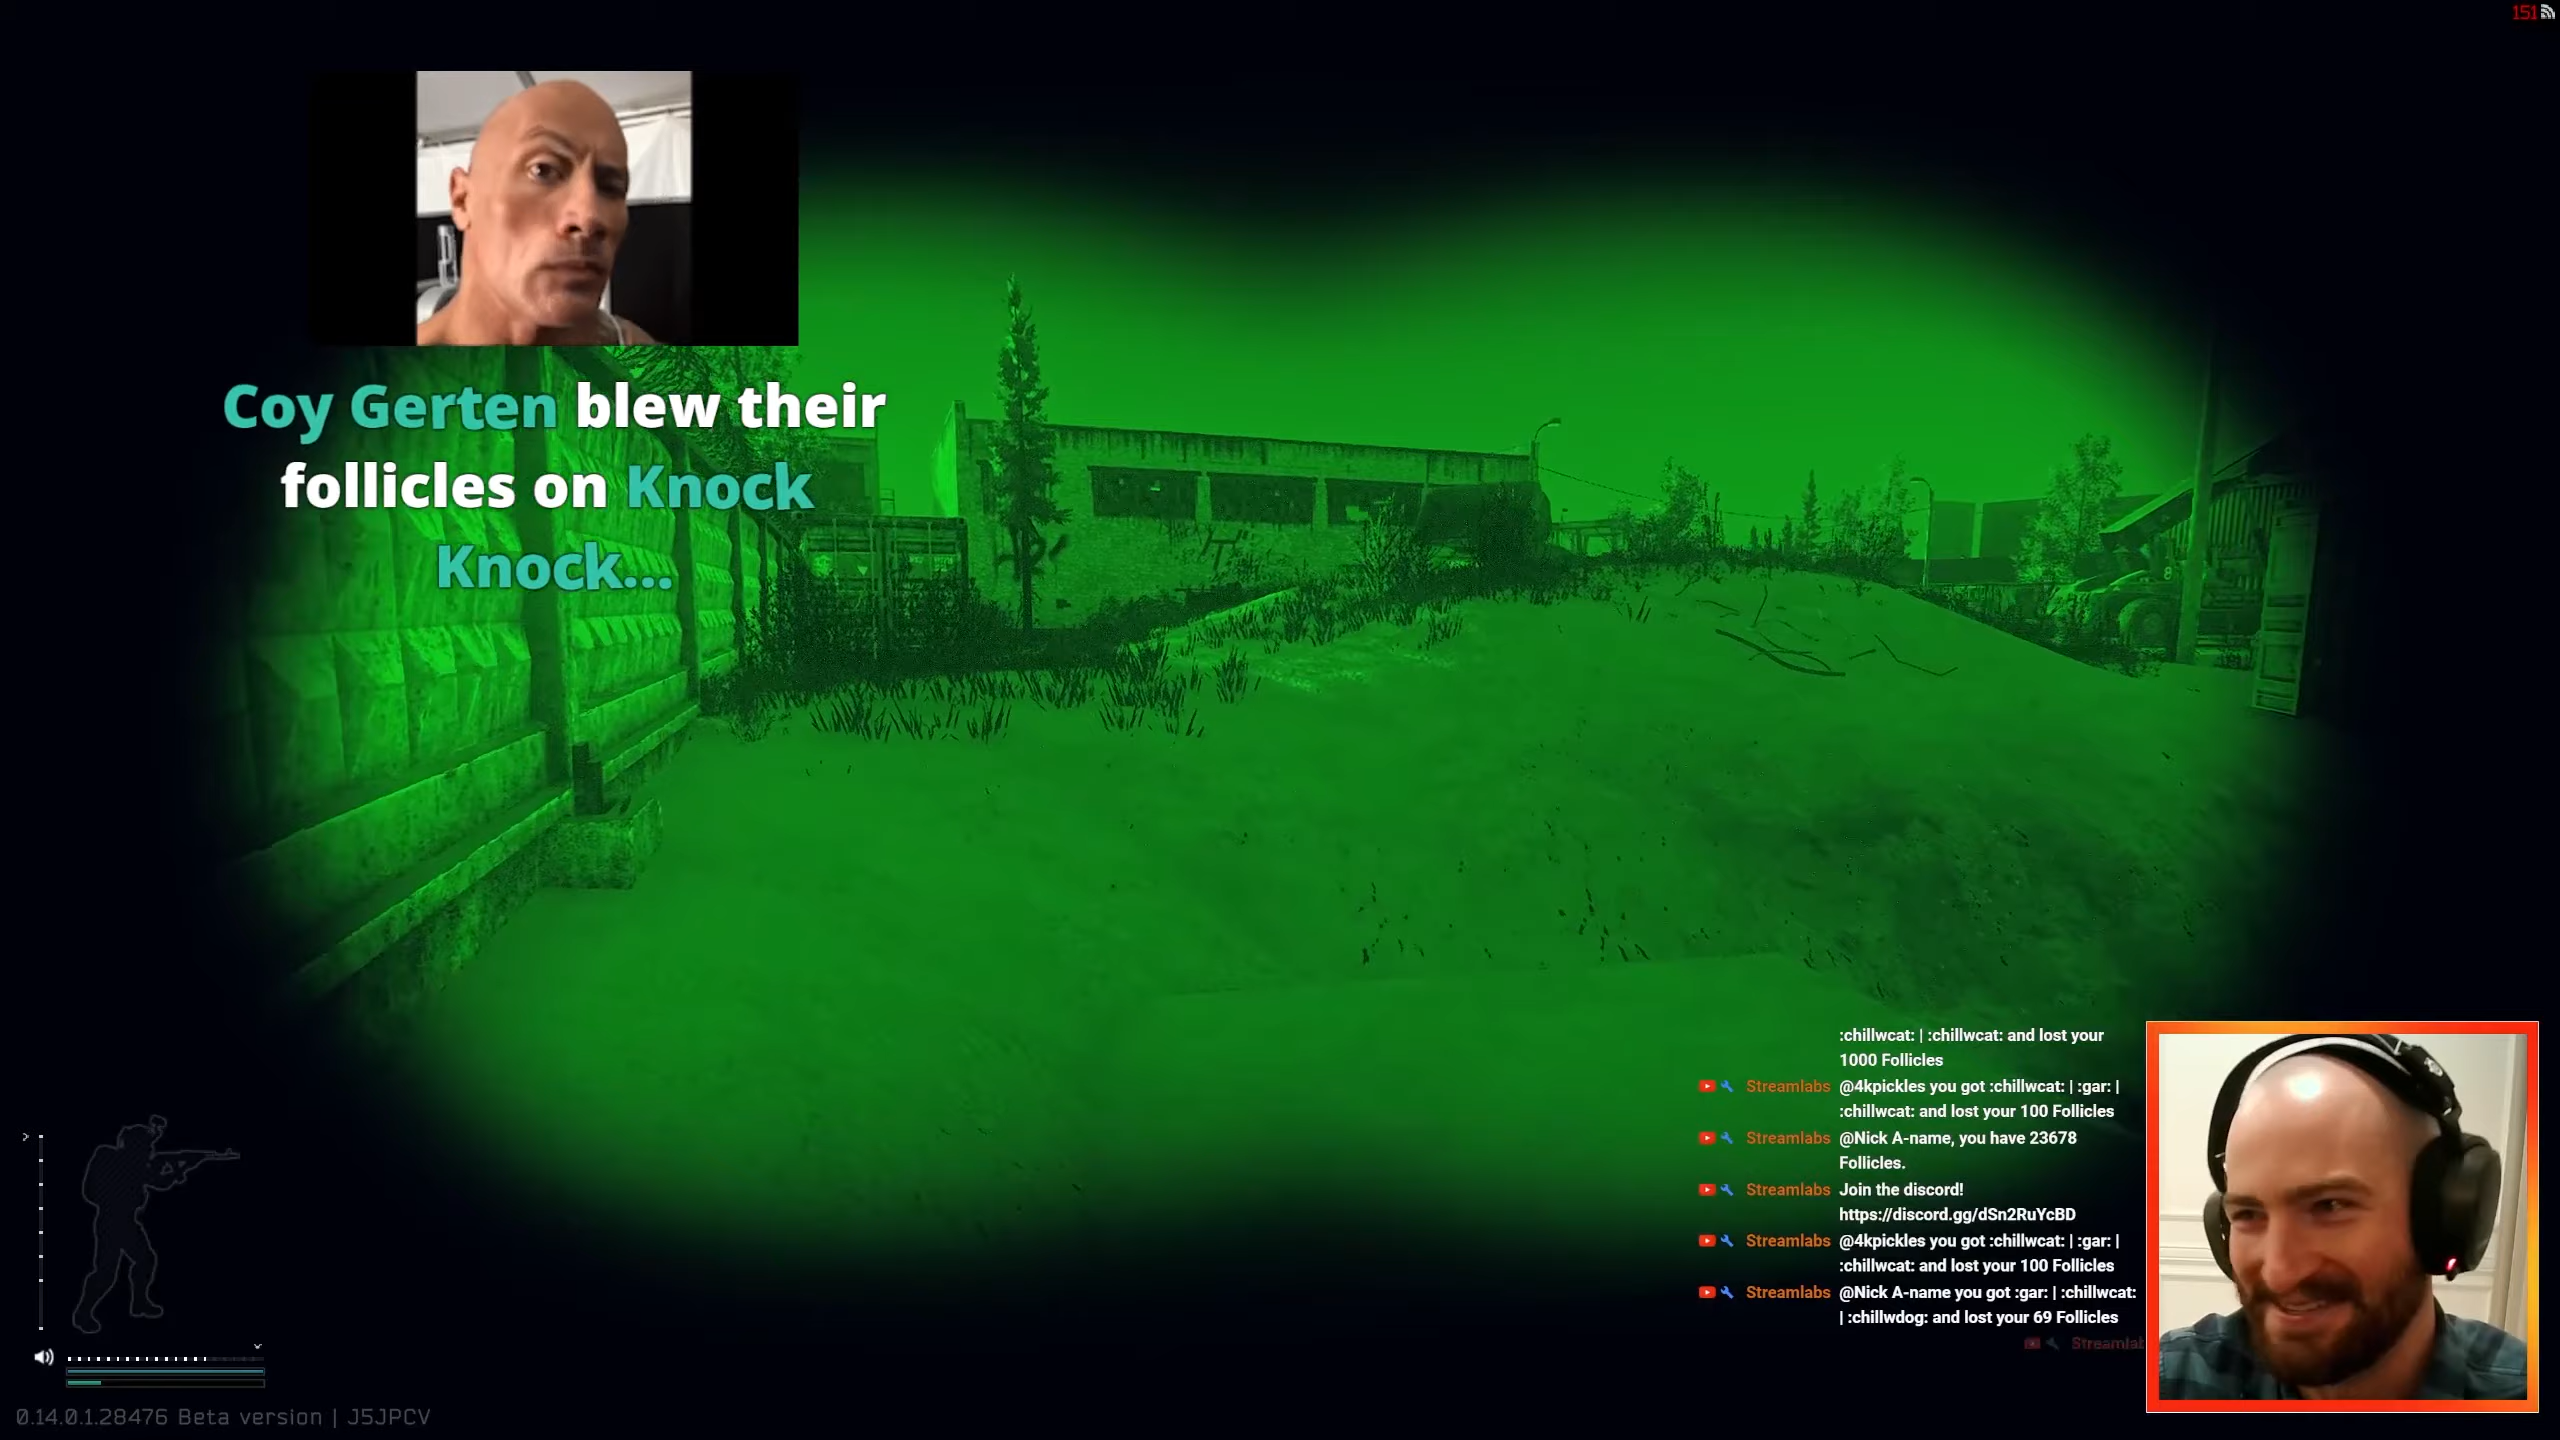 151
Coy Gerten blew their
follicles on Knock
Knock...
:chillwcat: | :chillwcat: and lost your
1000 Follicles
Streamlabs @4kpickles you got :chillwcat: | :gar: |
:chillwcat: and lost your 100 Follicles
Streamlabs @Nick A-name, you have 23678
Follicles.
Streamlabs Join the discord!
https://discord.gg/dSn2RuYcBD
Streamlabs @4kpickles you got :chillwcat: | :gar: |
:chillwcat: and lost your 100 Follicles
Streamlabs @Nick A-name you got :gar: | :chillwcat:
| :chillwdog: and lost your 69 Follicles
Streamlab
0.14.0.1.28476 Beta version | J5JPCV